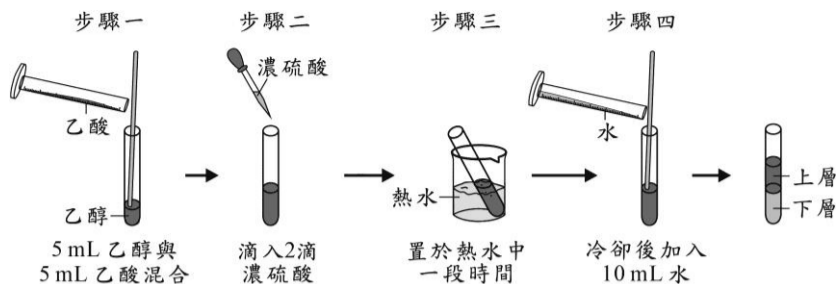 步驟一
步驟二
步驟三
步驟四
乙酸
乙醇
濃硫酸
熱水
水
上層
下層
5 mL 乙醇與
5 mL 乙酸混合
滴入2滴
濃硫酸
置於熱水中
一段時間
冷卻後加入
10 mL 水